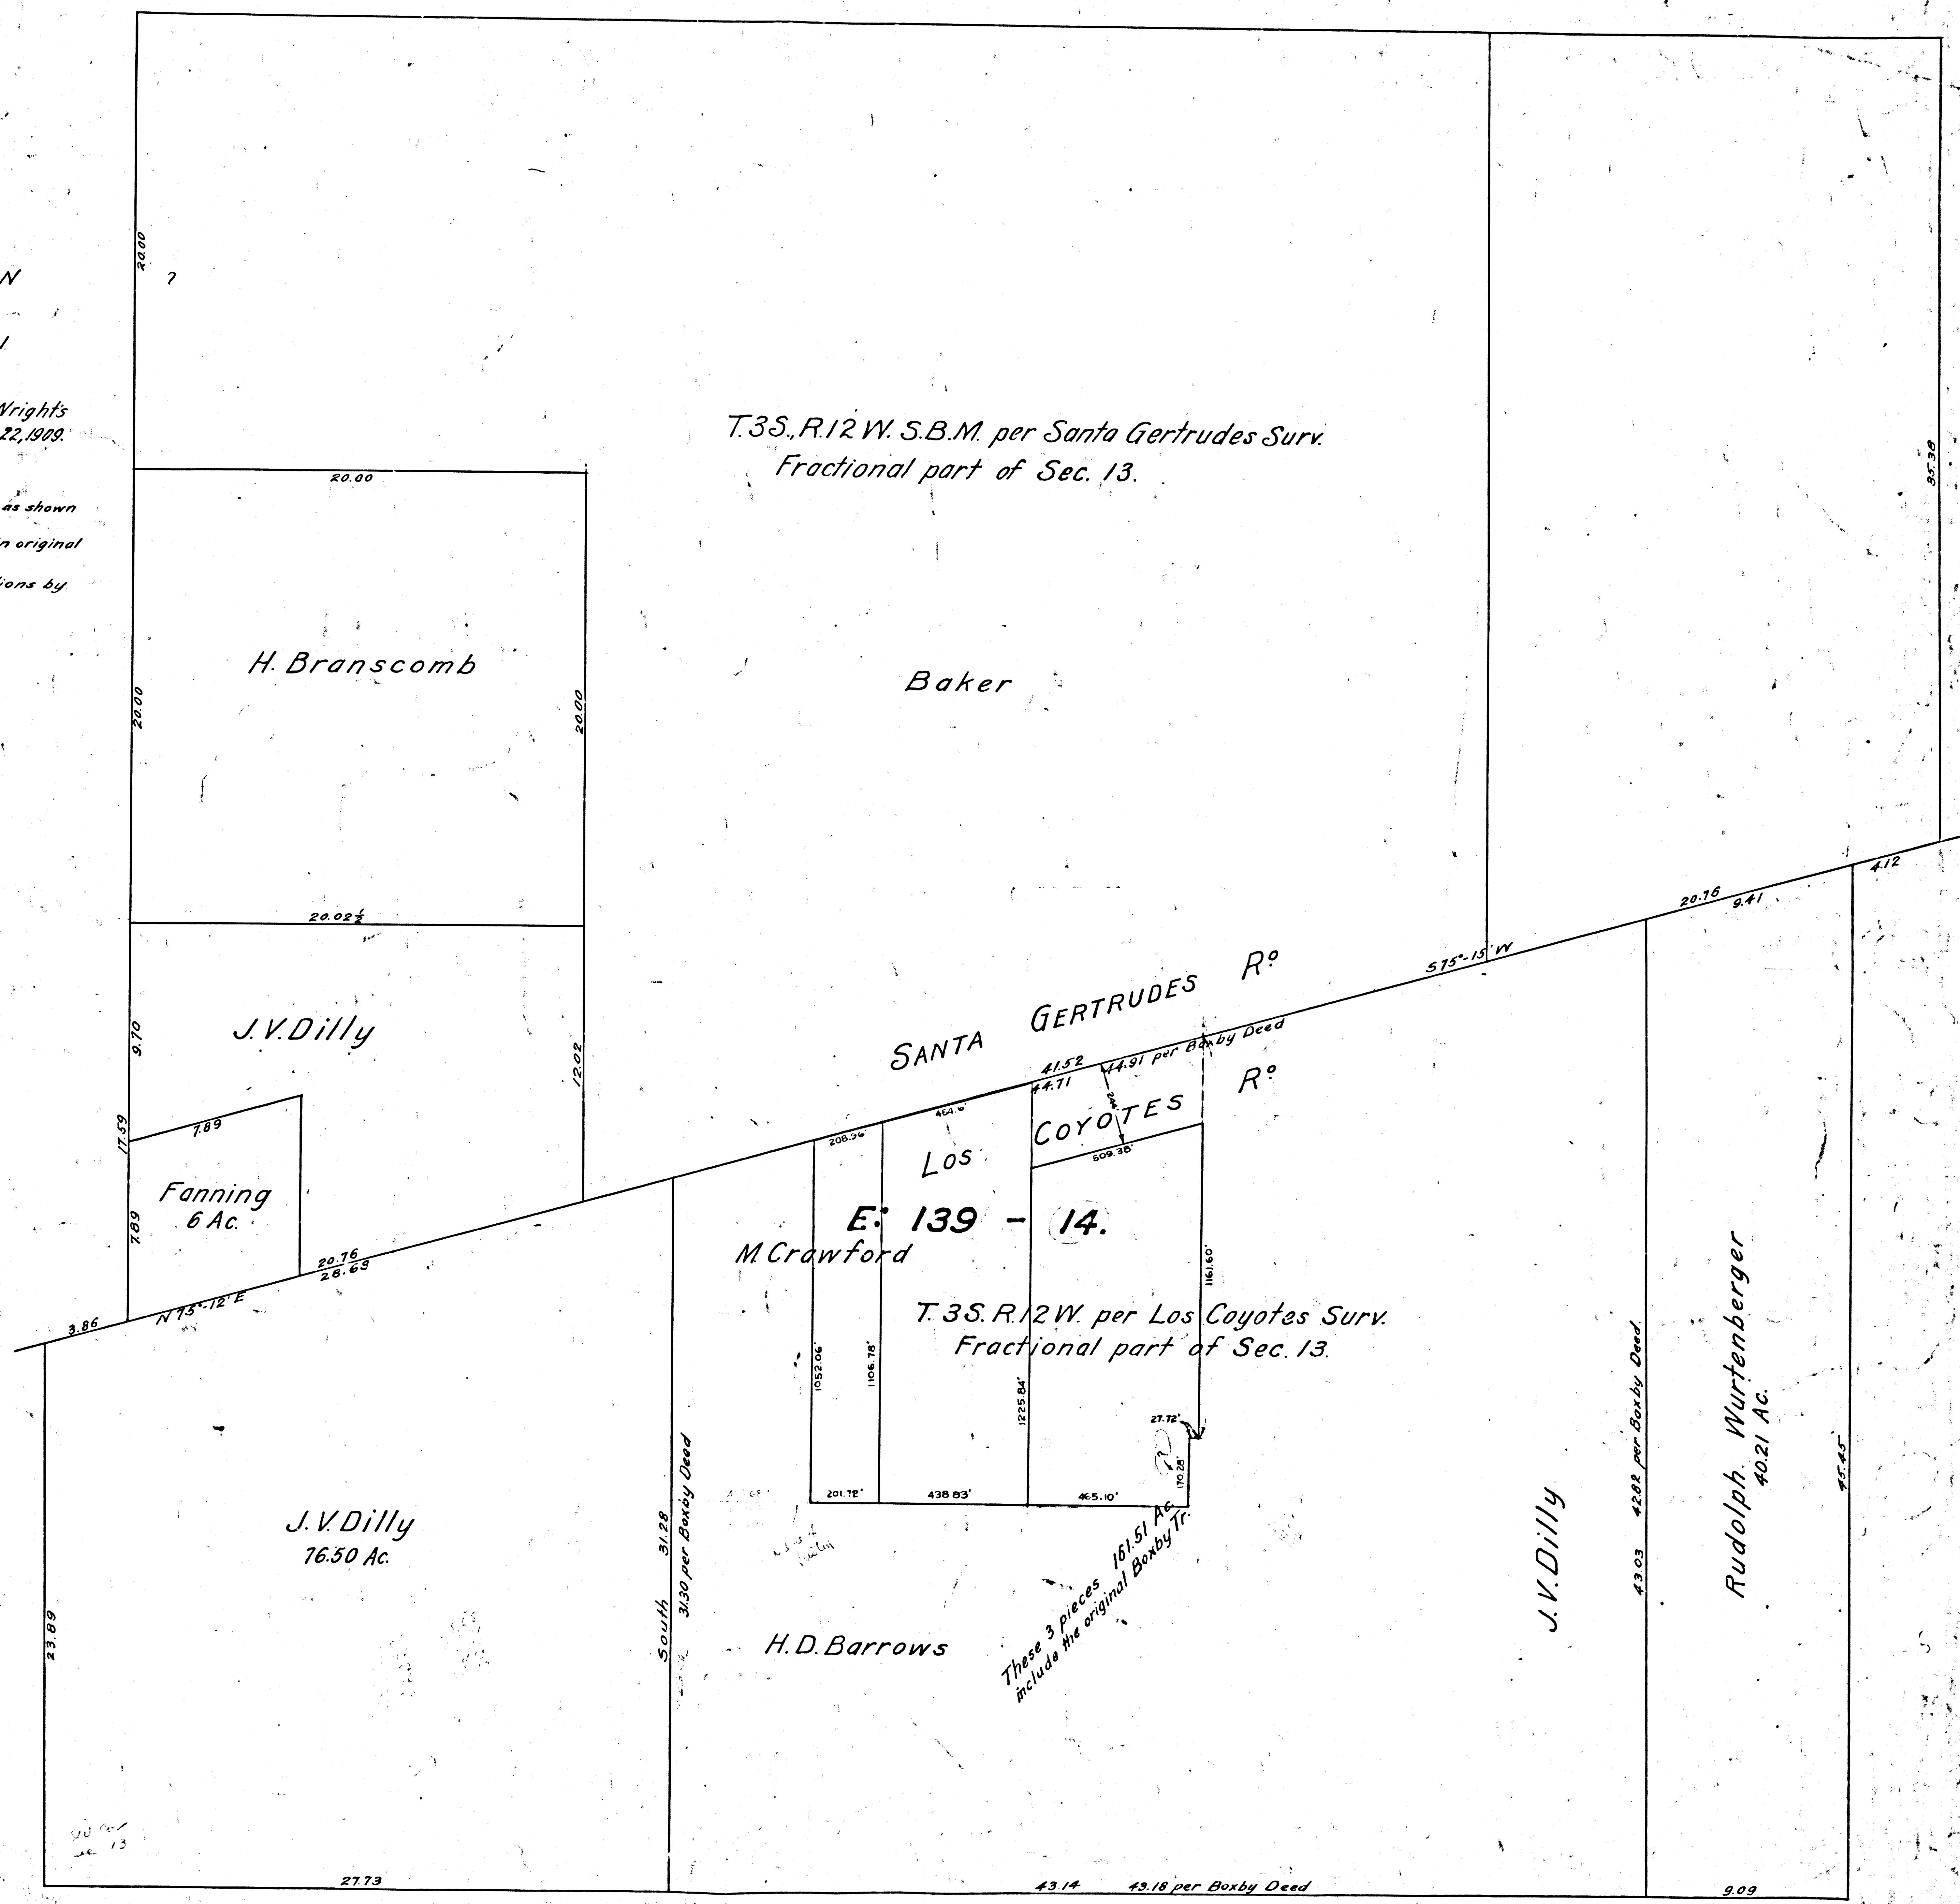 N
20.00
?
Wright's
22, 1909.
as shown
original
by
T.3S., R.12 W. S.B.M. per Santa Gertrudes Surv.
Fractional part of Sec. 13.
20.00
35.38
H. Branscomb
Baker
20.00
20.00
20.02½
4.12
20.76
9.41
S75°-15' W
SANTA GERTRUDES Rº
J.V. Dilly
9.70
12.02
41.52
44.71
44.91 per Boxby Deed
LOS COYOTES Rº
464.6'
208.96'
509.38'
17.59
7.89
Fanning
6 Ac.
7.89
E: 139 - 14.
M. Crawford
20.76
28.69
N 75°-12' E
3.86
1161.60'
T. 3S. R.12 W. per Los Coyotes Surv.
Fractional part of Sec. 13.
1052.06'
1106.78'
1225.84'
27.72'
?
170.28'
201.72'
438.83'
465.10'
43.03 42.82 per Boxby Deed.
Rudolph Wurtenberger
40.21 Ac.
45.45
J.V. Dilly
J.V. Dilly
76.50 Ac.
23.89
South 31.28
31.30 per Boxby Deed
H.D. Barrows
These 3 pieces 161.51 Ac.
include the original Boxby Tr.
13
27.73
43.14 43.18 per Boxby Deed
9.09